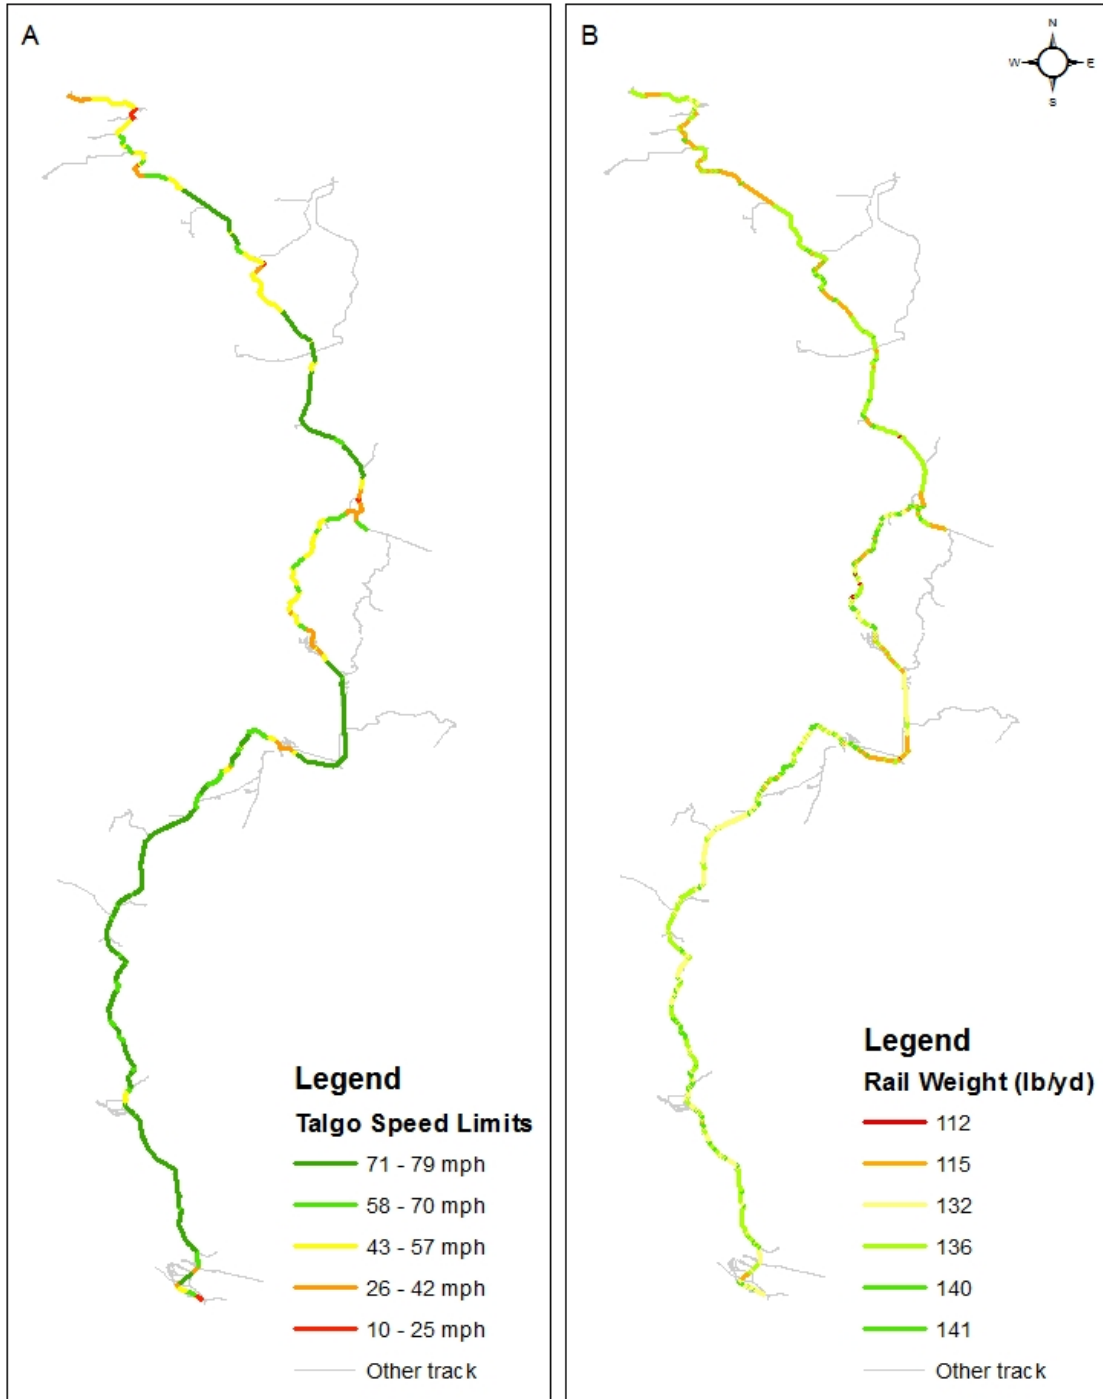 A
Legend
Talgo Speed Limits
71 - 79 mph
58 - 70 mph
43 - 57 mph
26 - 42 mph
10 - 25 mph
Other track
B
N
W E
S
Legend
Rail Weight (lb/yd)
112
115
132
136
140
141
Other track